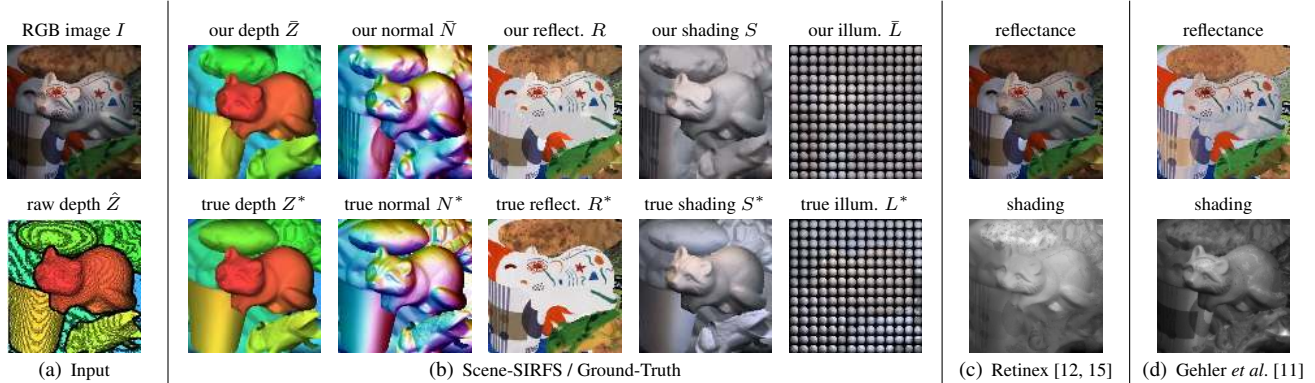 RGB image I
our depth Z̄
our normal N̄
our reflect. R
our shading S
our illum. L̄
reflectance
reflectance
raw depth Ẑ
true depth Z*
true normal N*
true reflect. R*
true shading S*
true illum. L*
shading
shading
(a) Input
(b) Scene-SIRFS / Ground-Truth
(c) Retinex [12, 15]
(d) Gehler et al. [11]